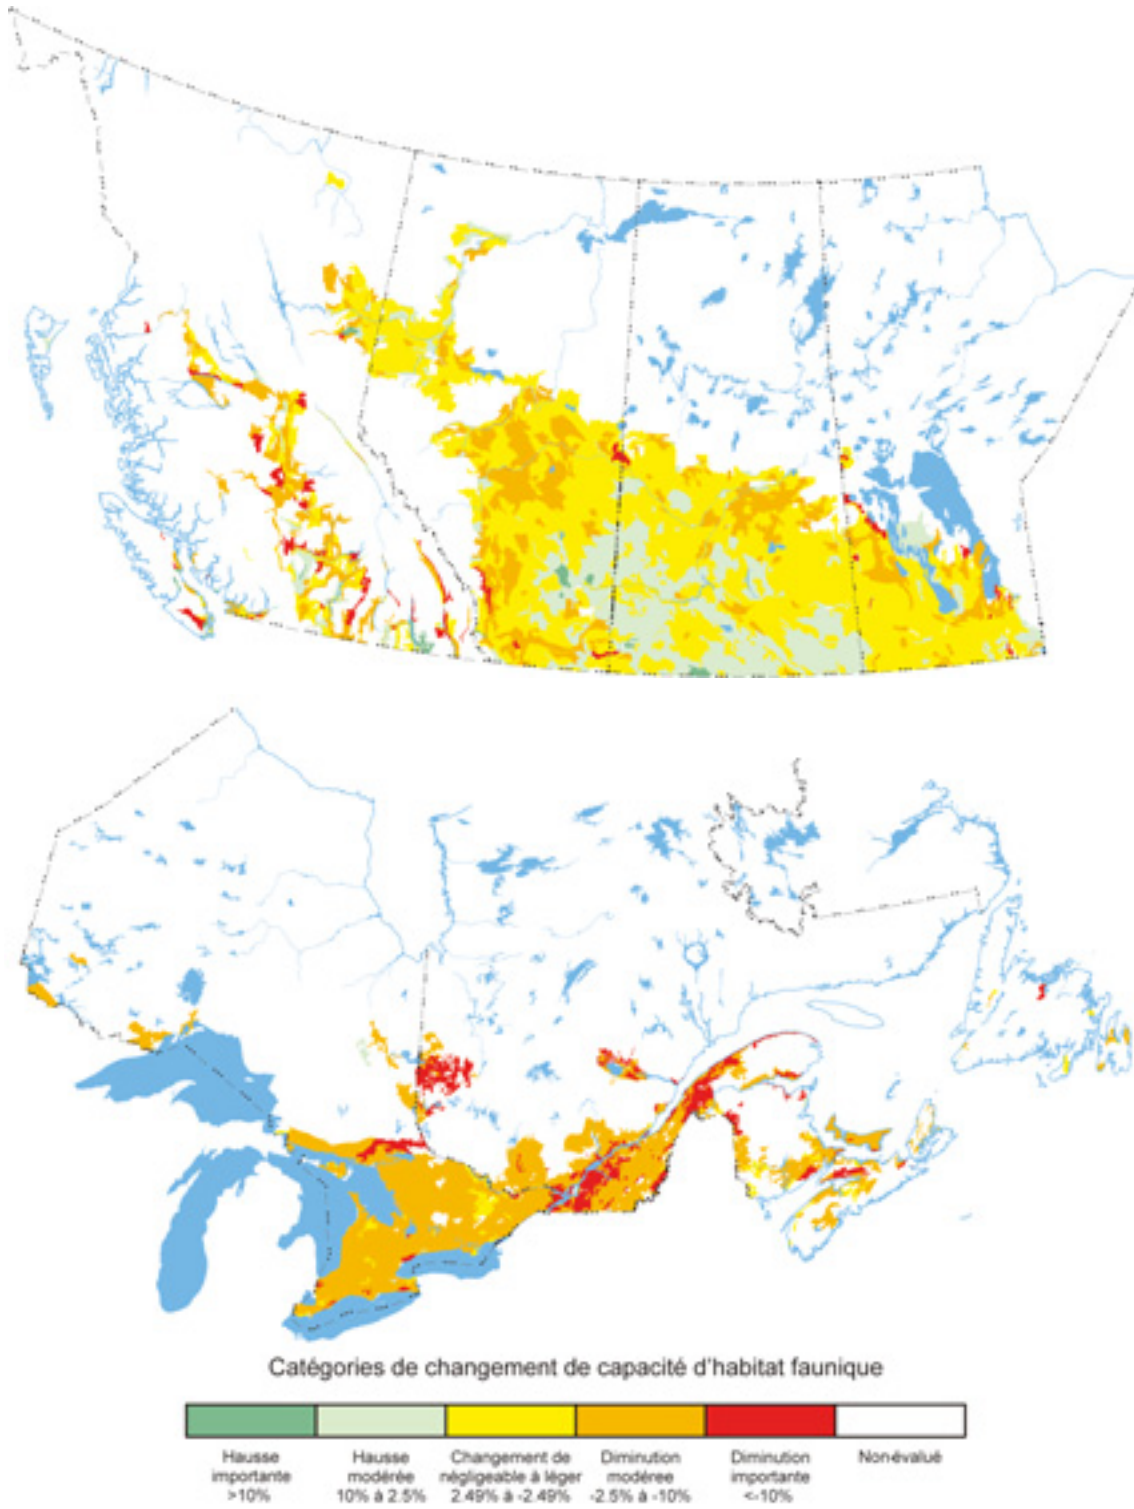 Catégories de changement de capacité d'habitat faunique
Hausse
importante
>10%
Hausse
modérée
10% à 2.5%
Changement de
négligeable à léger
2.49% à -2.49%
Diminution
modérée
-2.5% à -10%
Diminution
importante
<-10%
Non-évalué